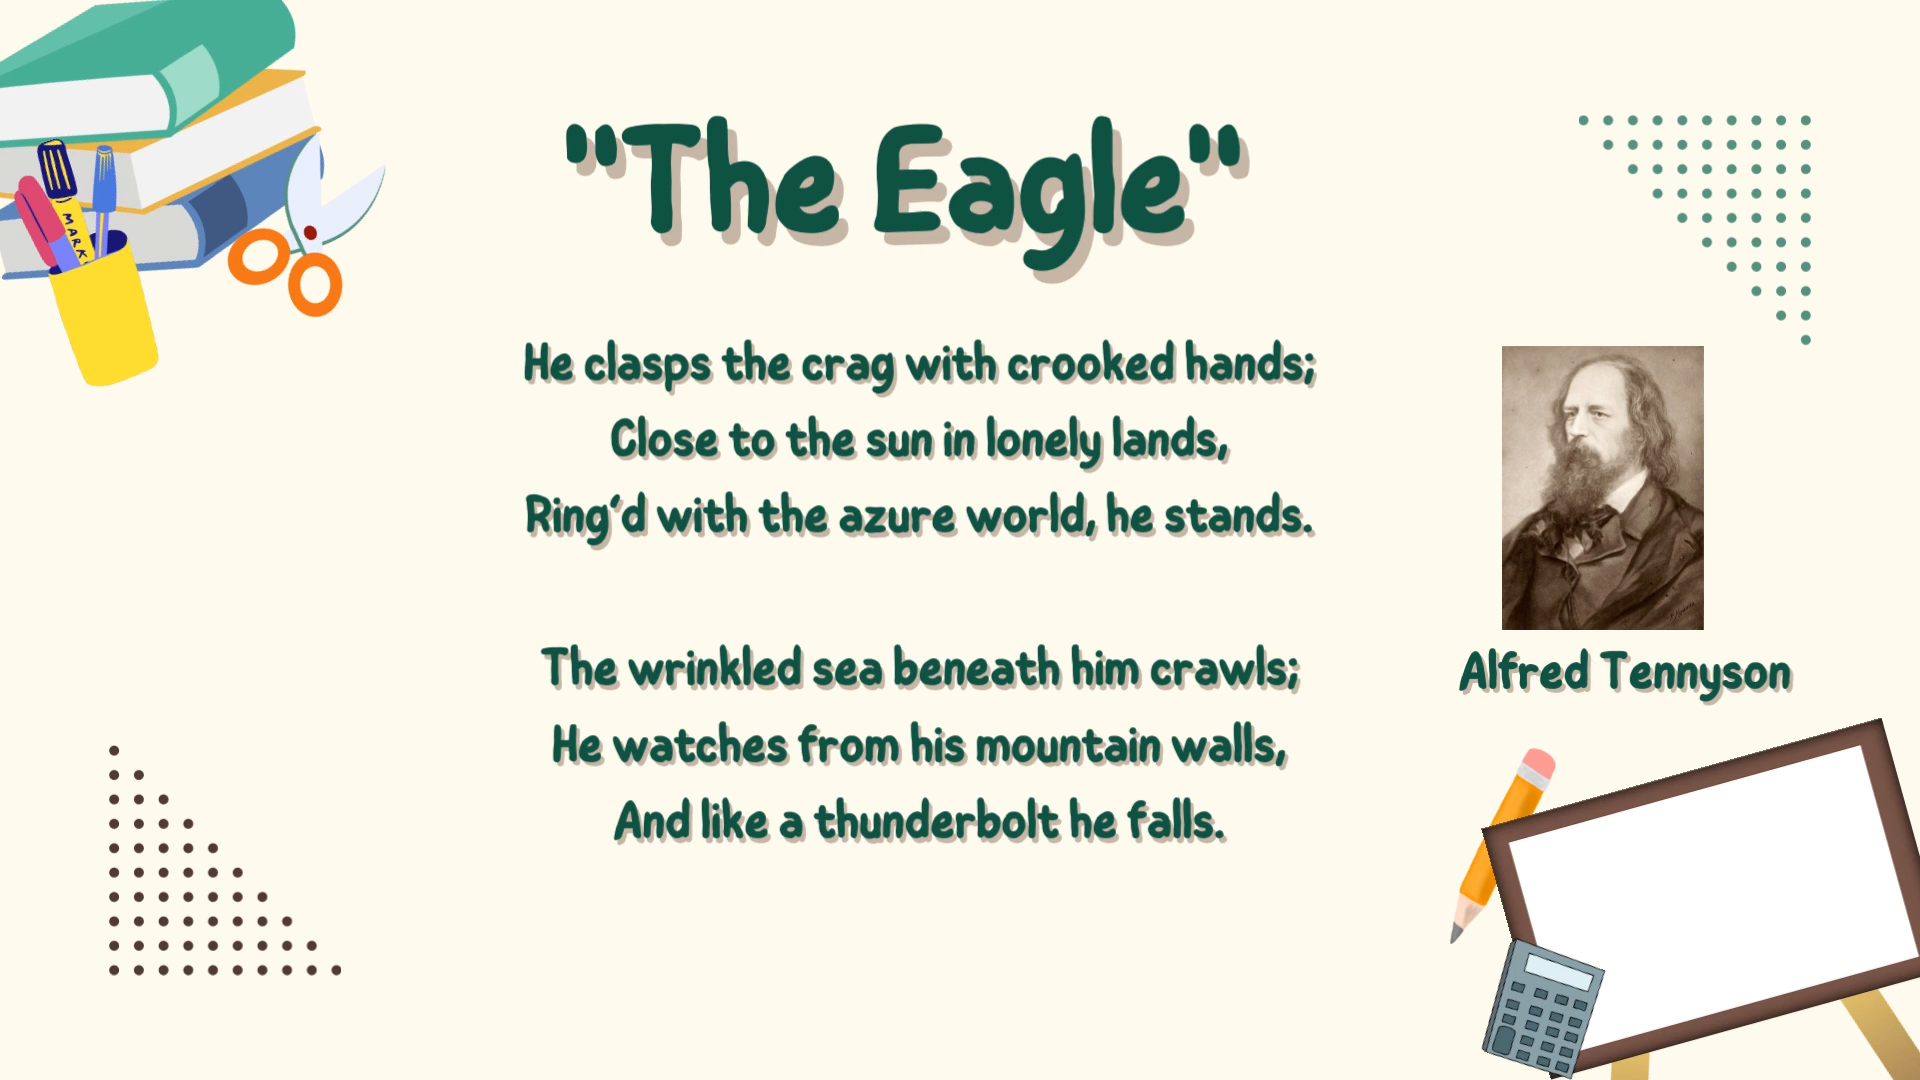 "The Eagle"
He clasps the crag with crooked hands;
Close to the sun in lonely lands,
Ring'd with the azure world, he stands.
The wrinkled sea beneath him crawls;
He watches from his mountain walls,
And like a thunderbolt he falls.
Alfred Tennyson
MARK